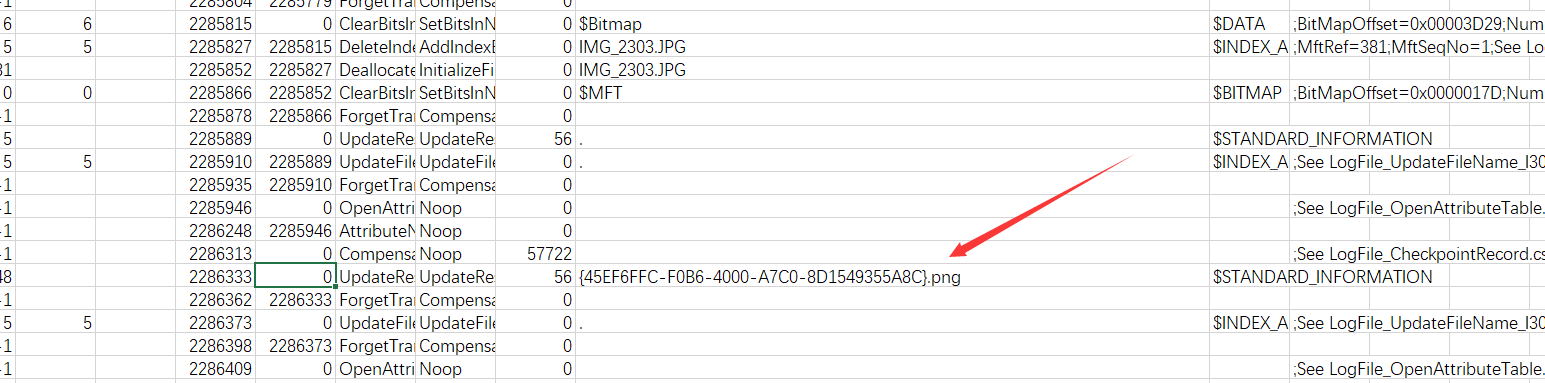 -1 2285804 2285779 ForgetTra Compensa 0
6 6 2285815 0 ClearBitsIn SetBitsInN 0 $Bitmap $DATA ;BitMapOffset=0x00003D29;Num
5 5 2285827 2285815 DeleteInde AddIndexE 0 IMG_2303.JPG $INDEX_A ;MftRef=381;MftSeqNo=1;See Lo
81 2285852 2285827 Deallocate InitializeFi 0 IMG_2303.JPG
0 0 2285866 2285852 ClearBitsIn SetBitsInN 0 $MFT $BITMAP ;BitMapOffset=0x0000017D;Num
-1 2285878 2285866 ForgetTra Compensa 0
2285889 0 UpdateRe UpdateRe 56 . $STANDARD_INFORMATION
5 5 2285910 2285889 UpdateFile UpdateFile 0 . $INDEX_A ;See LogFile_UpdateFileName_I30
-1 2285935 2285910 ForgetTra Compensa 0
-1 2285946 0 OpenAttri Noop 0 ;See LogFile_OpenAttributeTable.
-1 2286248 2285946 AttributeN Noop 0
-1 2286313 0 Compensa Noop 57722 ;See LogFile_CheckpointRecord.cs
48 2286333 0 UpdateRe UpdateRe 56 {45EF6FFC-F0B6-4000-A7C0-8D1549355A8C}.png $STANDARD_INFORMATION
-1 2286362 2286333 ForgetTra Compensa 0
5 5 2286373 0 UpdateFile UpdateFile 0 . $INDEX_A ;See LogFile_UpdateFileName_I30
-1 2286398 2286373 ForgetTra Compensa 0
-1 2286409 0 OpenAttri Noop 0 ;See LogFile_OpenAttributeTable.